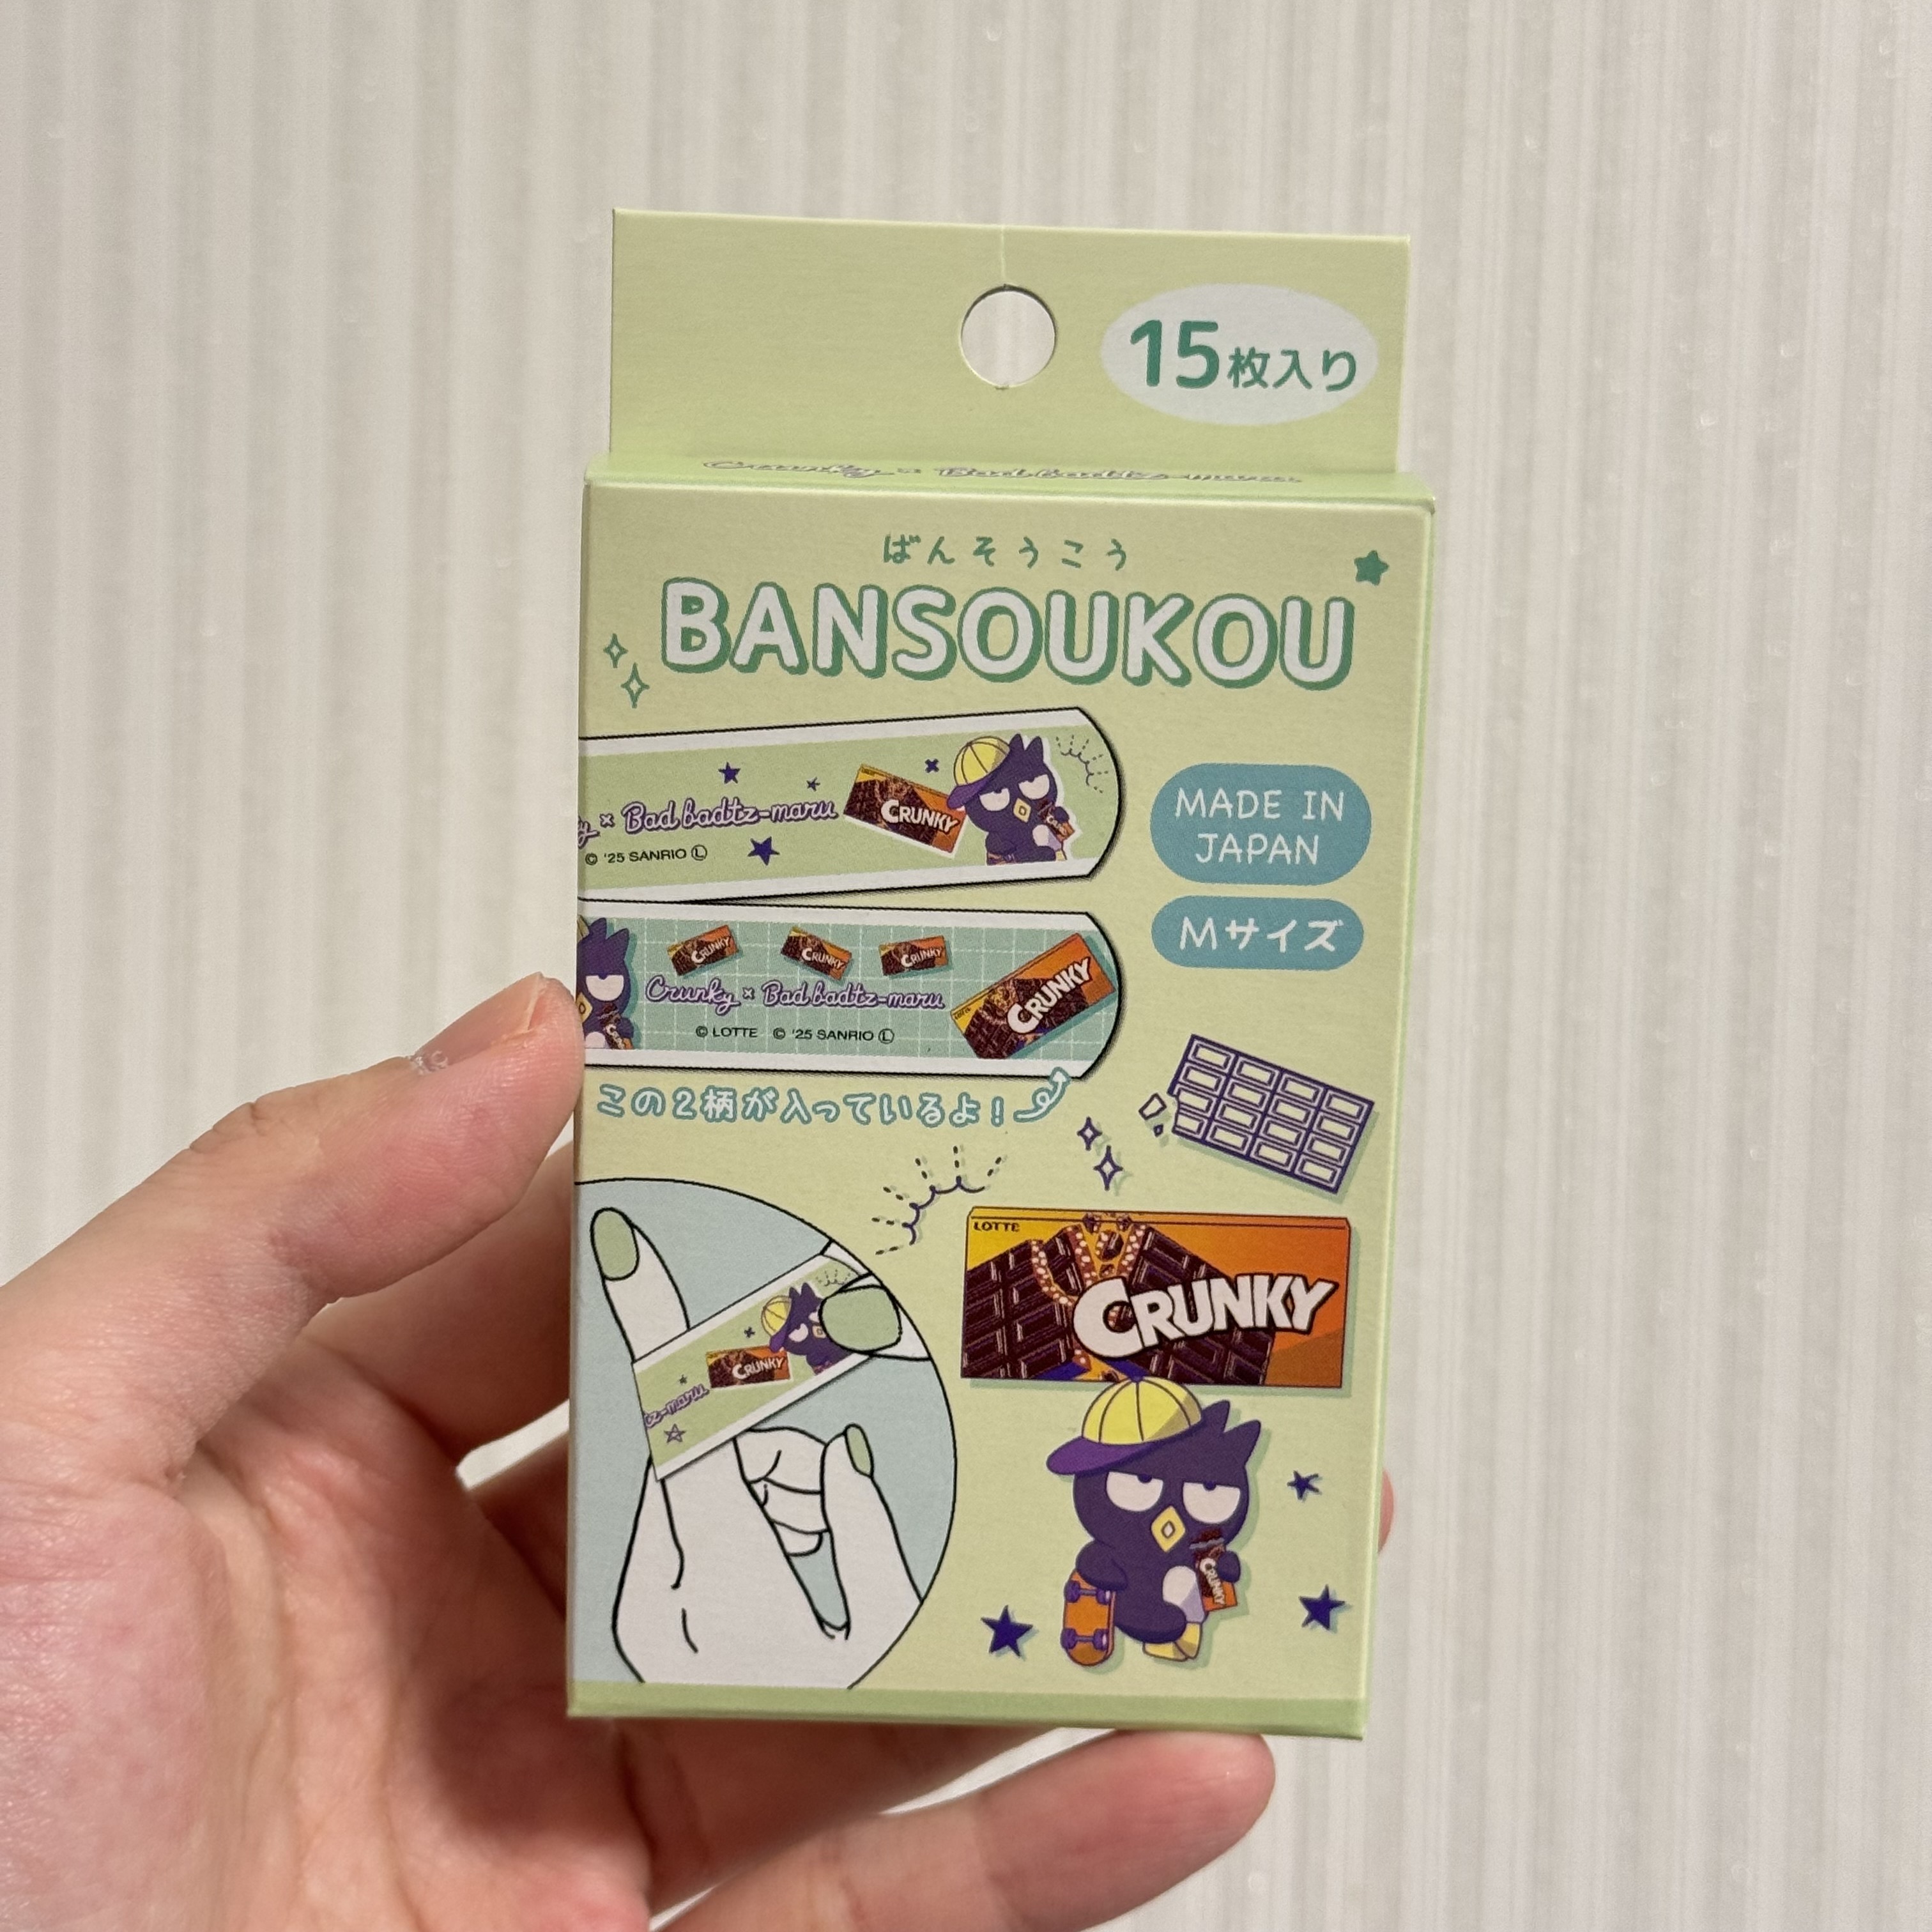 15枚入り
Crunky × Bad badtz-maru
ばんそうこう
BANSOUKOU
× Bad badtz-maru
CRUNKY
© '25 SANRIO Ⓛ
MADE IN
JAPAN
Mサイズ
CRUNKY
CRUNKY
CRUNKY
CRUNKY
Crunky × Bad badtz-maru
© LOTTE © '25 SANRIO Ⓛ
この2柄が入っているよ!
LOTTE
CRUNKY
CRUNKY
tz-maru
CRUNKY